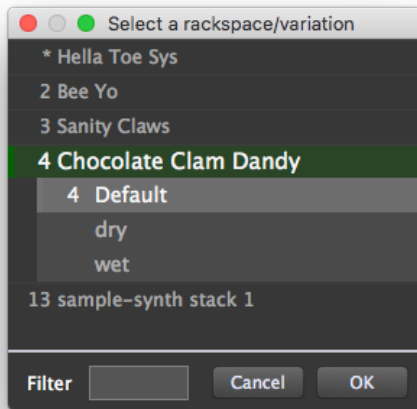 Select a rackspace/variation
* Hella Toe Sys
2 Bee Yo
3 Sanity Claws
4 Chocolate Clam Dandy
4 Default
dry
wet
13 sample-synth stack 1
Filter Cancel OK